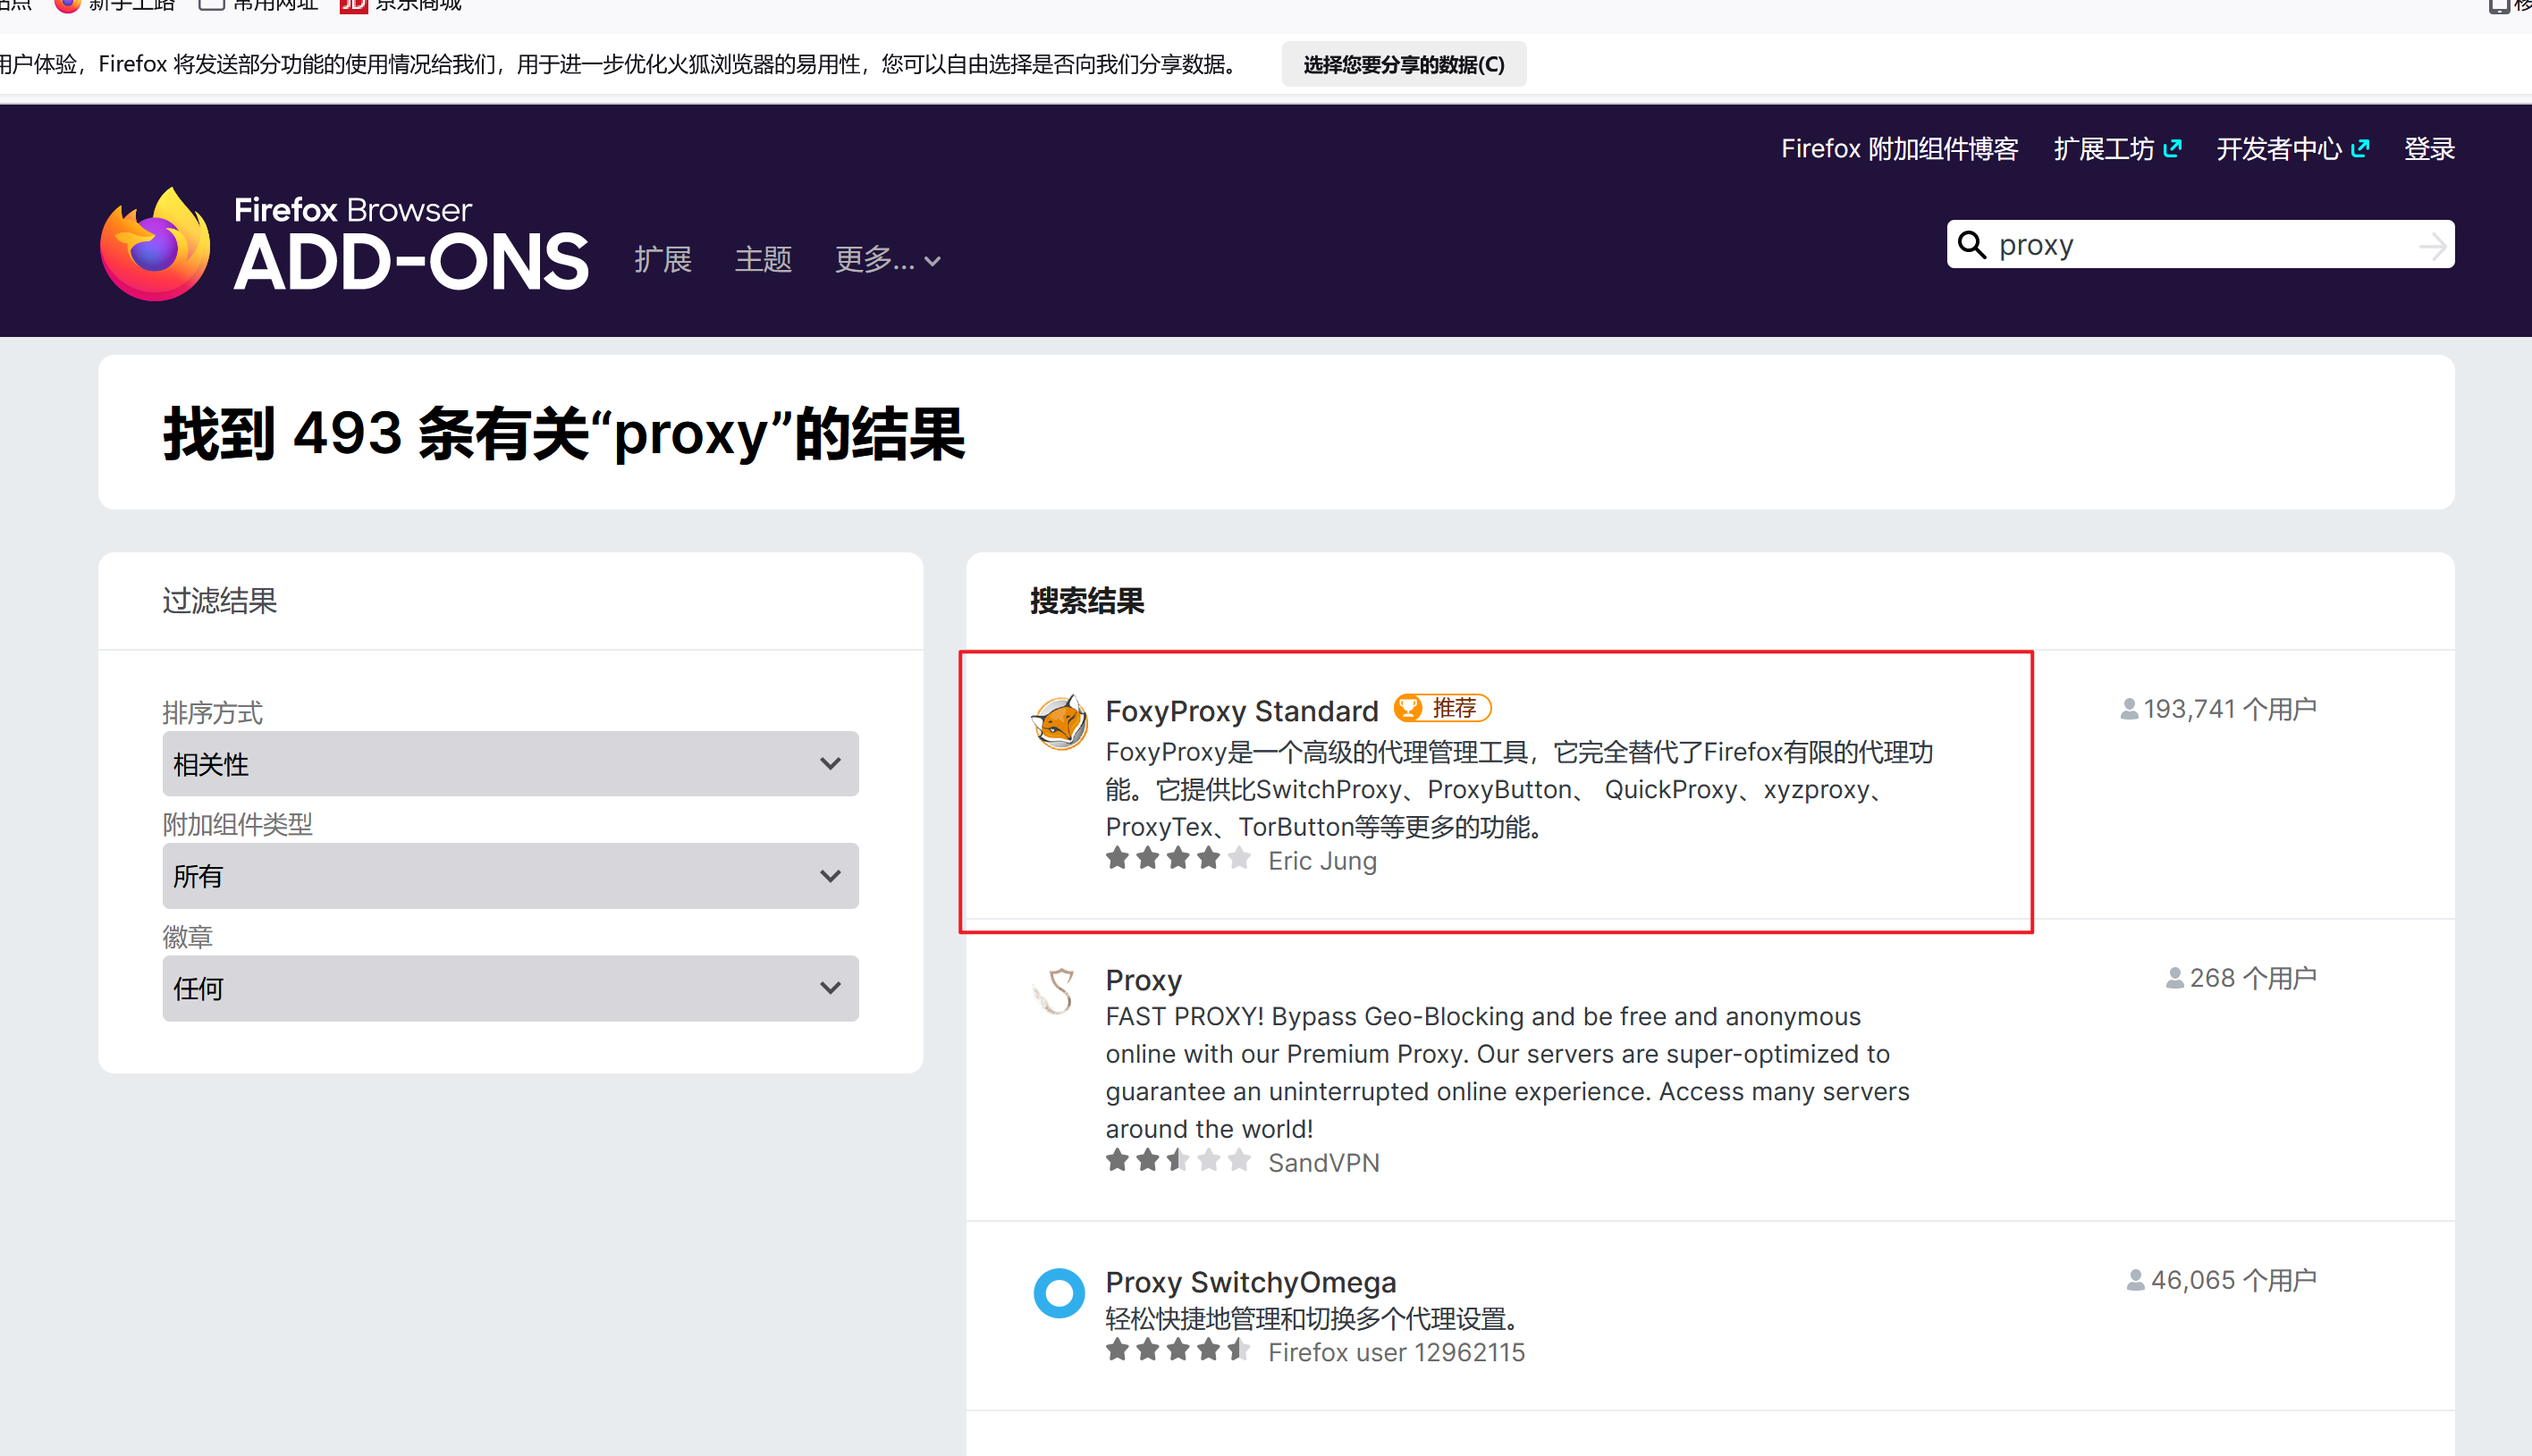 新手上路
常用网址
JD 京东商城
用户体验，Firefox 将发送部分功能的使用情况给我们，用于进一步优化火狐浏览器的易用性，您可以自由选择是否向我们分享数据。
选择您要分享的数据(C)
Firefox 附加组件博客
扩展工坊
开发者中心
登录
Firefox Browser
ADD-ONS
扩展
主题
更多...
proxy
找到 493 条有关“proxy”的结果
过滤结果
排序方式
相关性
附加组件类型
所有
徽章
任何
搜索结果
FoxyProxy Standard 推荐
193,741 个用户
FoxyProxy是一个高级的代理管理工具，它完全替代了Firefox有限的代理功
能。它提供比SwitchProxy、ProxyButton、 QuickProxy、xyzproxy、
ProxyTex、TorButton等等更多的功能。
Eric Jung
Proxy
268 个用户
FAST PROXY! Bypass Geo-Blocking and be free and anonymous
online with our Premium Proxy. Our servers are super-optimized to
guarantee an uninterrupted online experience. Access many servers
around the world!
SandVPN
Proxy SwitchyOmega
46,065 个用户
轻松快捷地管理和切换多个代理设置。
Firefox user 12962115